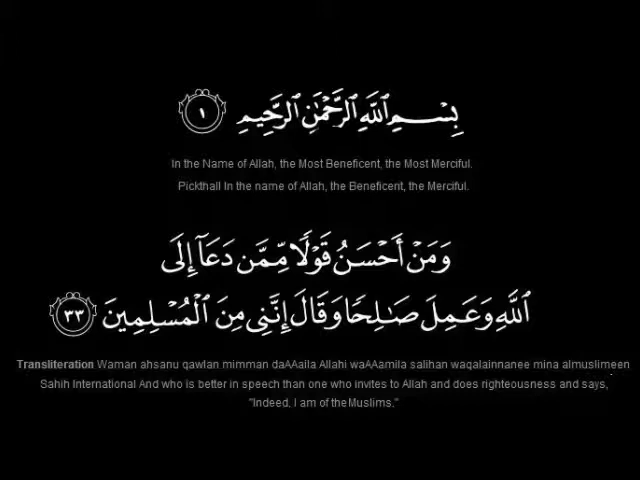 بِسْمِ ٱللَّهِ ٱلرَّحْمَٰنِ ٱلرَّحِيمِ ١
In the Name of Allah, the Most Beneficent, the Most Merciful.
Pickthall In the name of Allah, the Beneficent, the Merciful.
وَمَنْ أَحْسَنُ قَوْلًا مِّمَّن دَعَآ إِلَى
ٱللَّهِ وَعَمِلَ صَٰلِحًا وَقَالَ إِنَّنِى مِنَ ٱلْمُسْلِمِينَ ٣٣
Transliteration Waman ahsanu qawlan mimman daAAaila Allahi waAAamila salihan waqalainnanee mina almuslimeen
Sahih International And who is better in speech than one who invites to Allah and does righteousness and says,
"Indeed, I am of the Muslims."